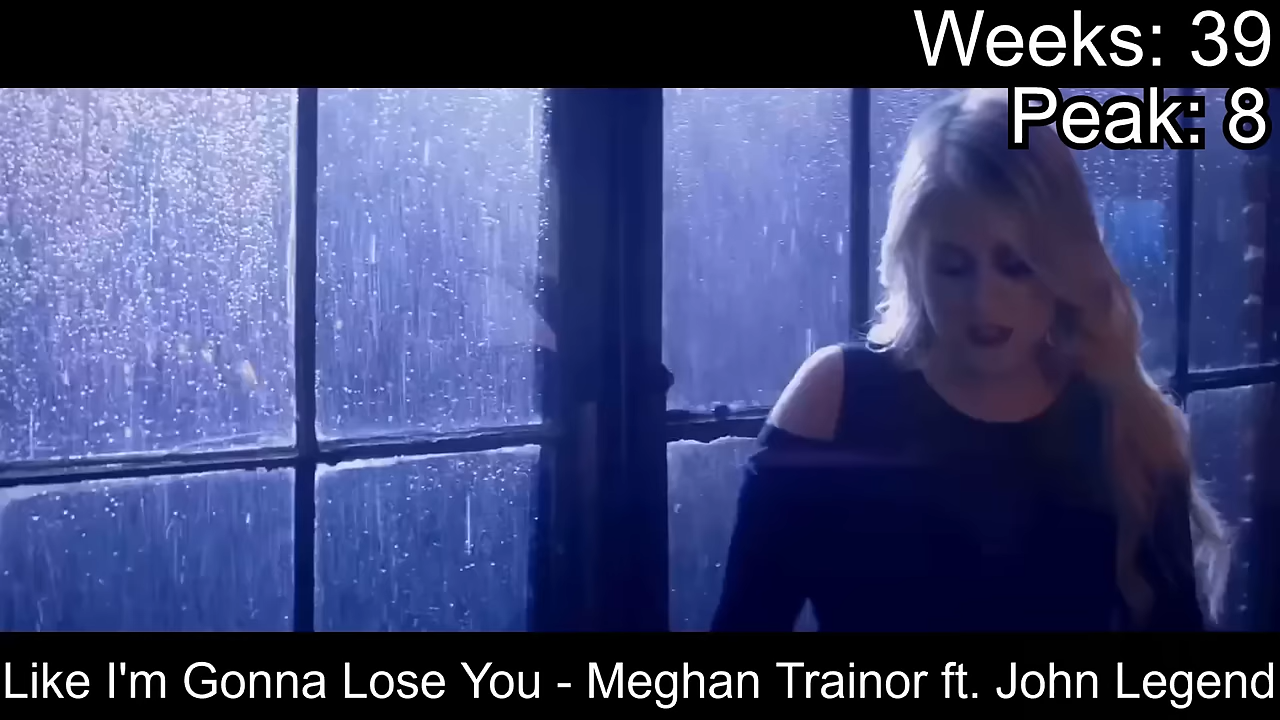 Weeks: 39
Peak: 8
Like I'm Gonna Lose You - Meghan Trainor ft. John Legend